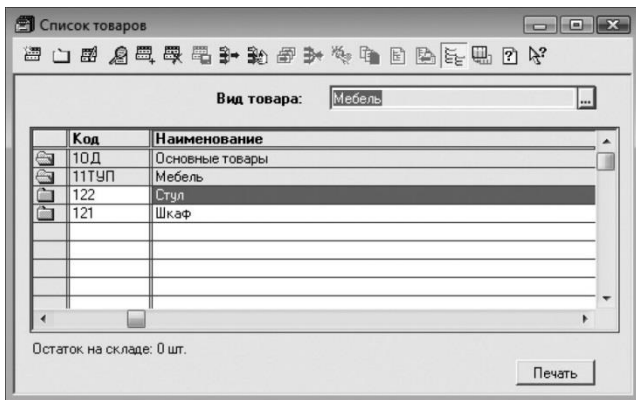 Список товаров
Вид товара: Мебель ...
Код Наименование
10Д Основные товары
11ТУП Мебель
122 Стул
121 Шкаф
Остаток на складе: 0 шт.
Печать